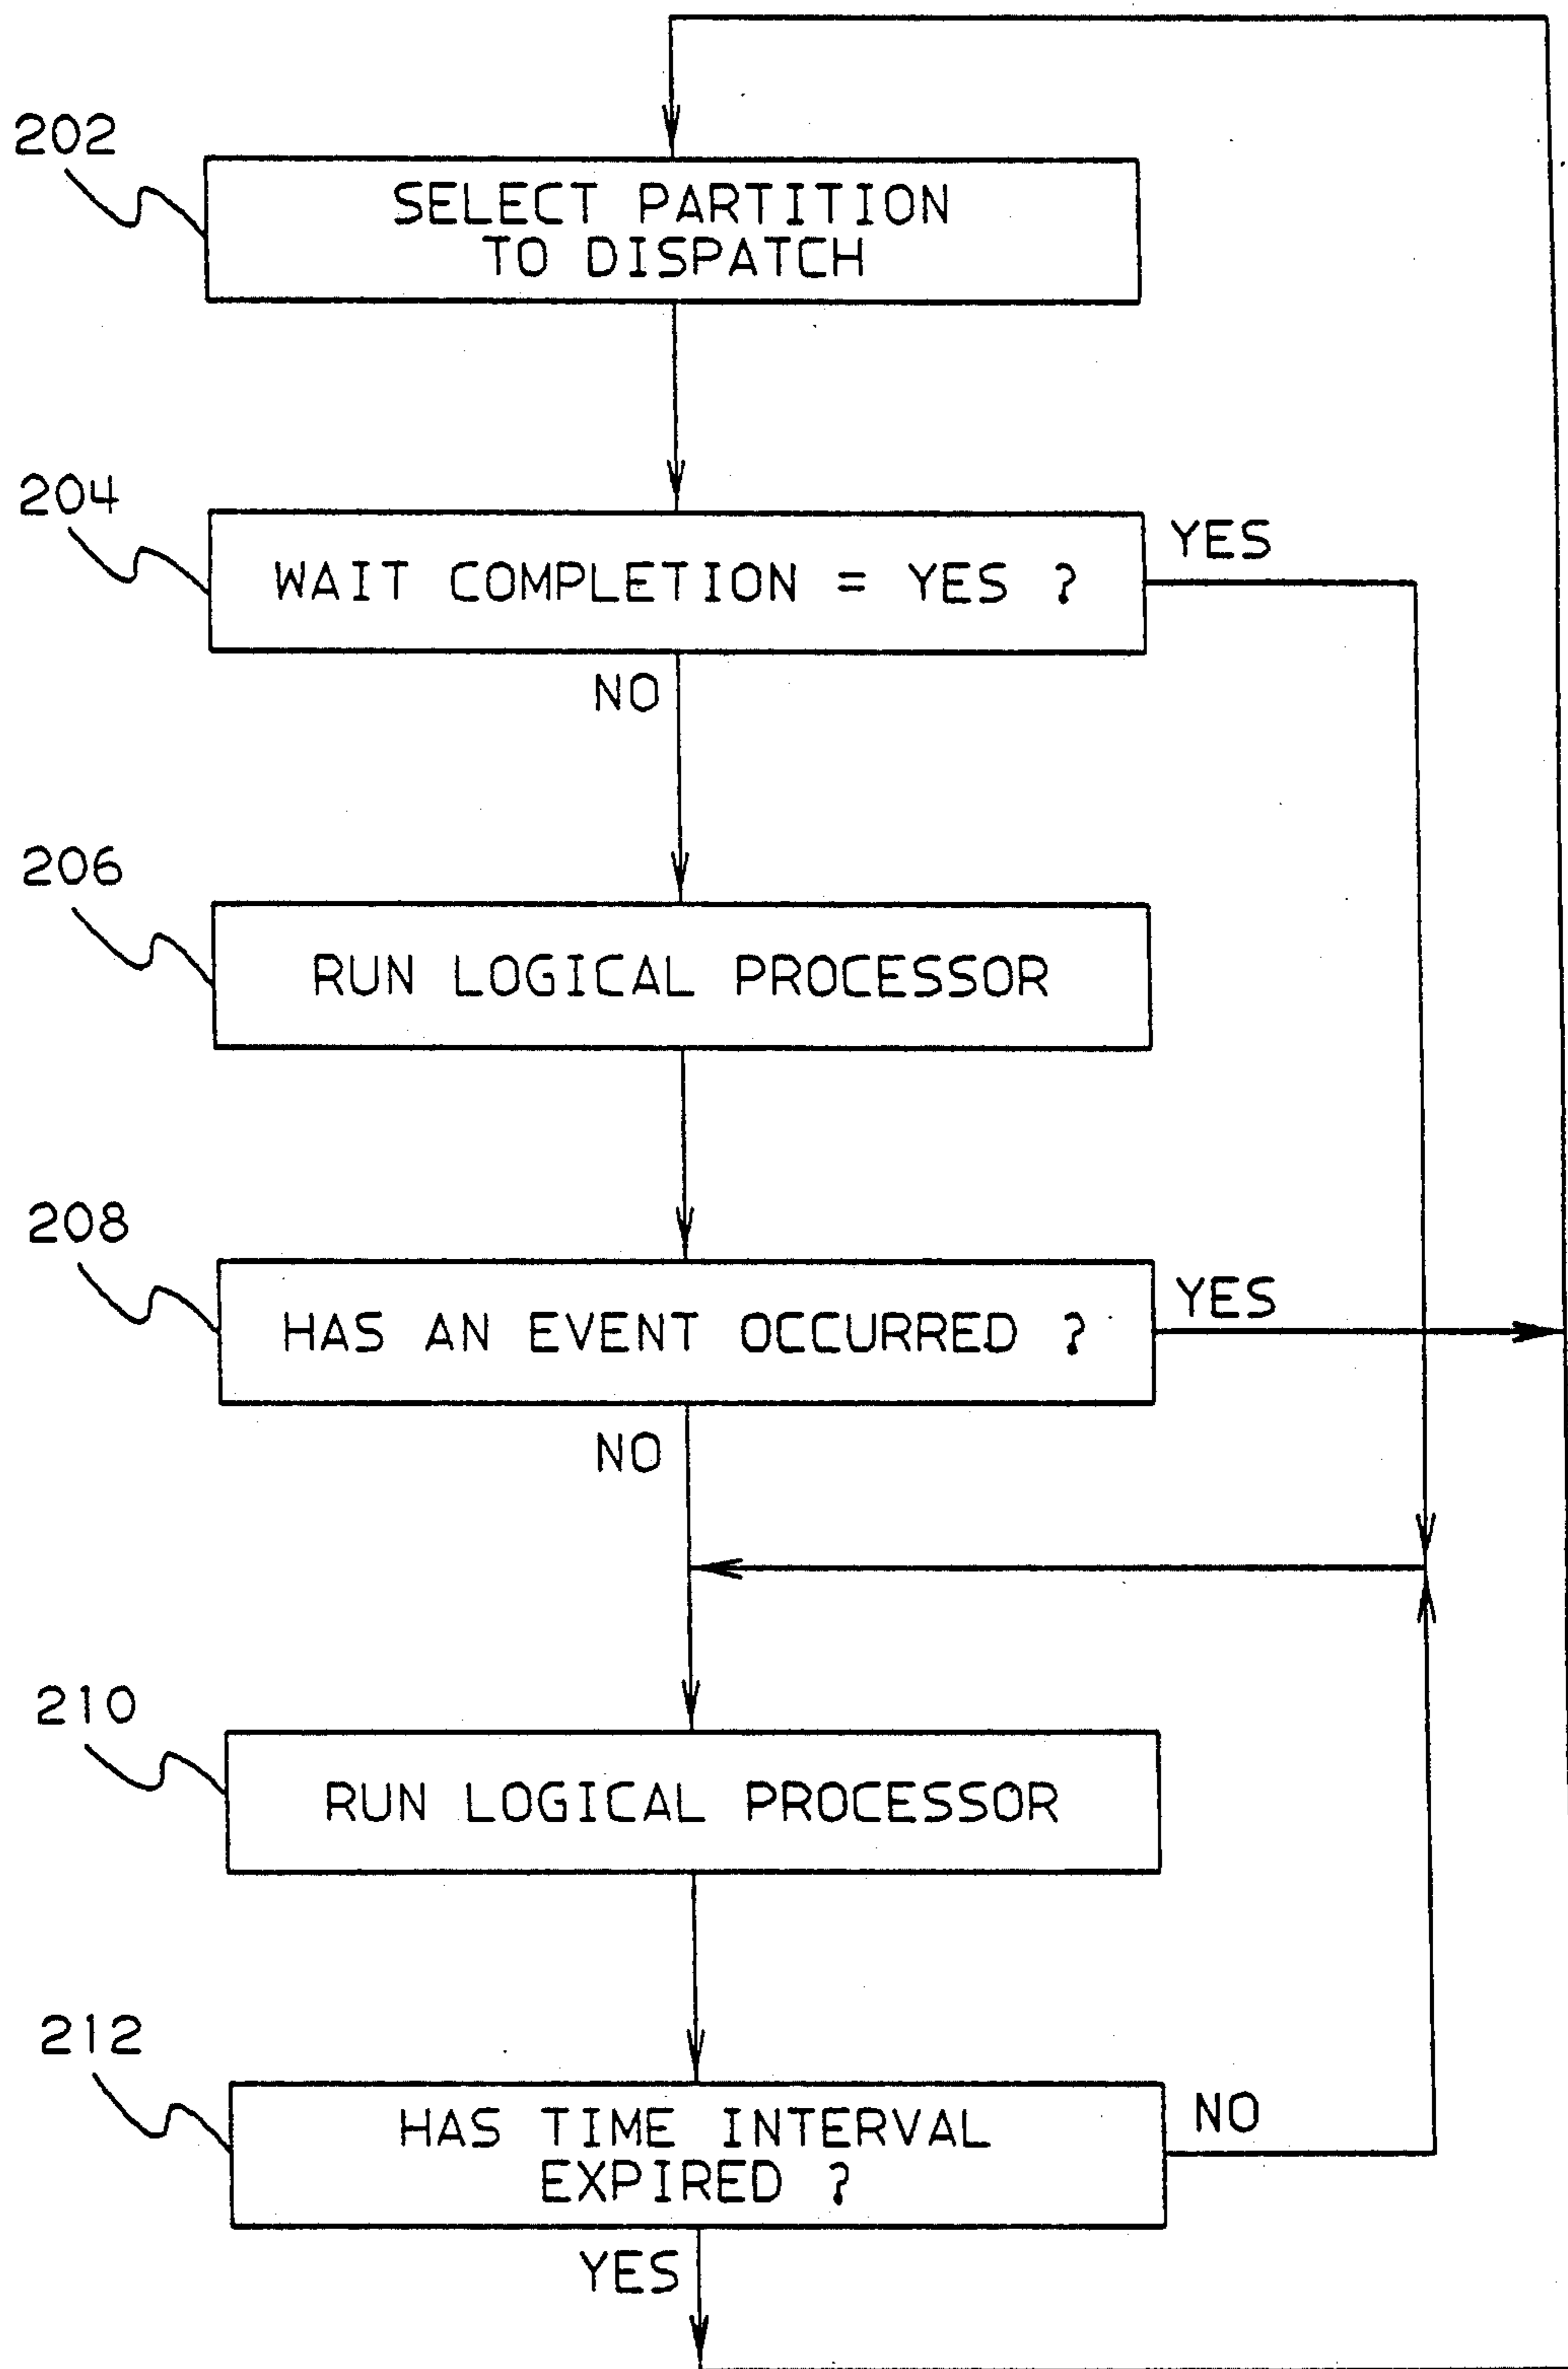 202
SELECT PARTITION
TO DISPATCH
204
WAIT COMPLETION = YES ?
YES
NO
206
RUN LOGICAL PROCESSOR
208
HAS AN EVENT OCCURRED ?
YES
NO
210
RUN LOGICAL PROCESSOR
212
HAS TIME INTERVAL
EXPIRED ?
NO
YES